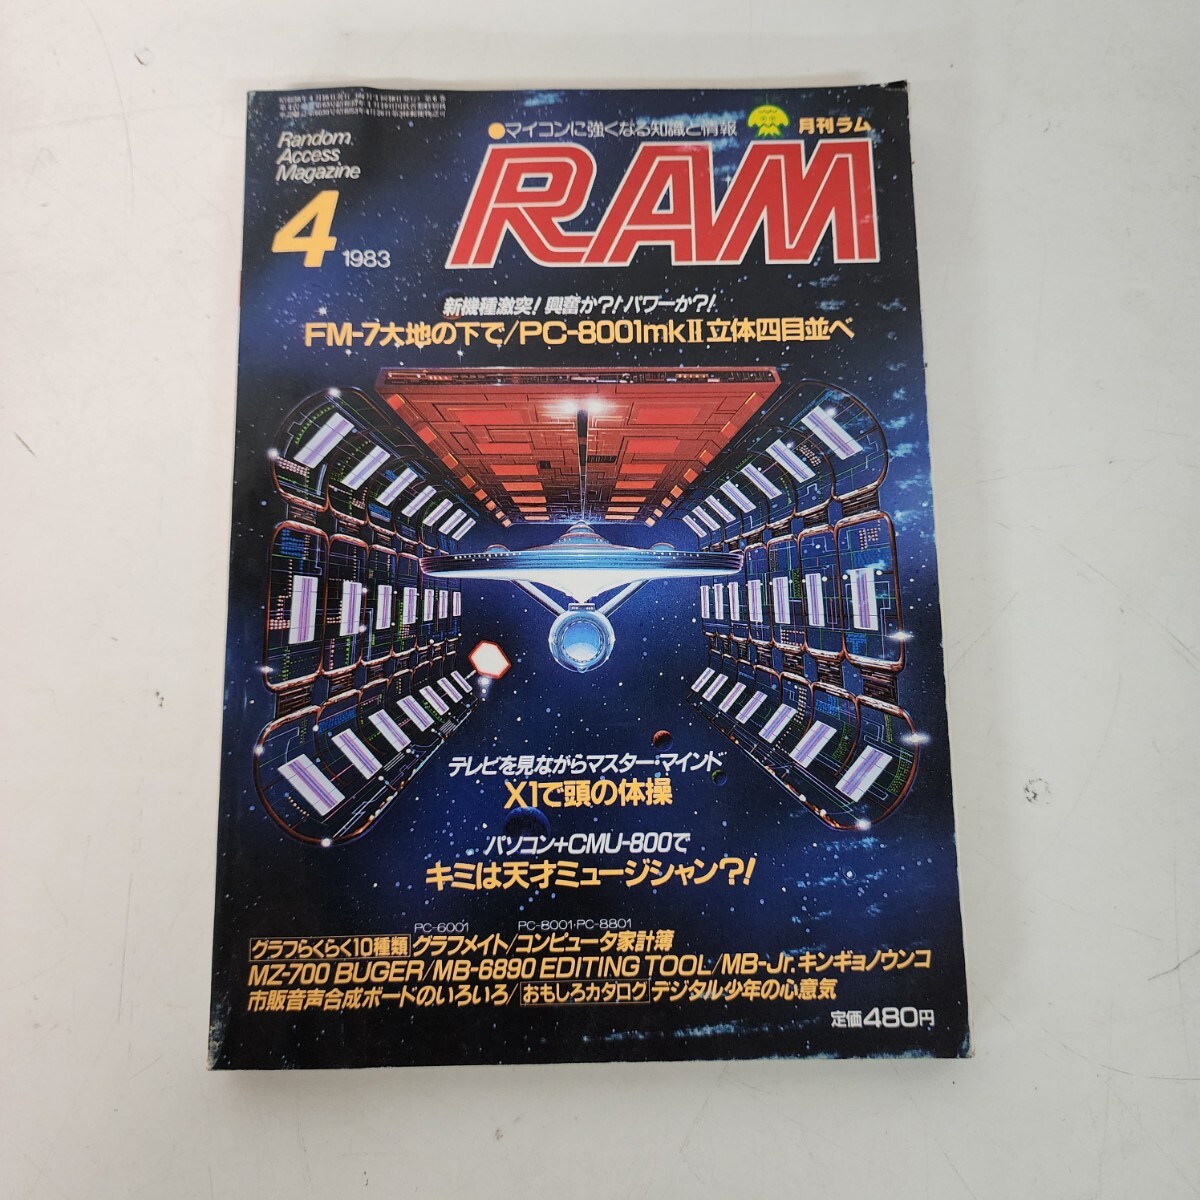 Random
Access
Magazine
4
1983
●マイコンに強くなる知識と情報
月刊ラム
RAM
新機種激突!興奮か?!パワーか?!
FM-7大地の下で/PC-8001mkⅡ立体四目並べ
テレビを見ながらマスター・マインド
X1で頭の体操
パソコン+CMU-800で
キミは天才ミュージシャン?!
PC-6001
PC-8001・PC-8801
グラフらくらく10種類 グラフメイト/コンピュータ家計簿
MZ-700 BUGER/MB-6890 EDITING TOOL/MB-Jr.キンギョノウンコ
市販音声合成ボードのいろいろ/おもしろカタログ デジタル少年の心意気
定価480円